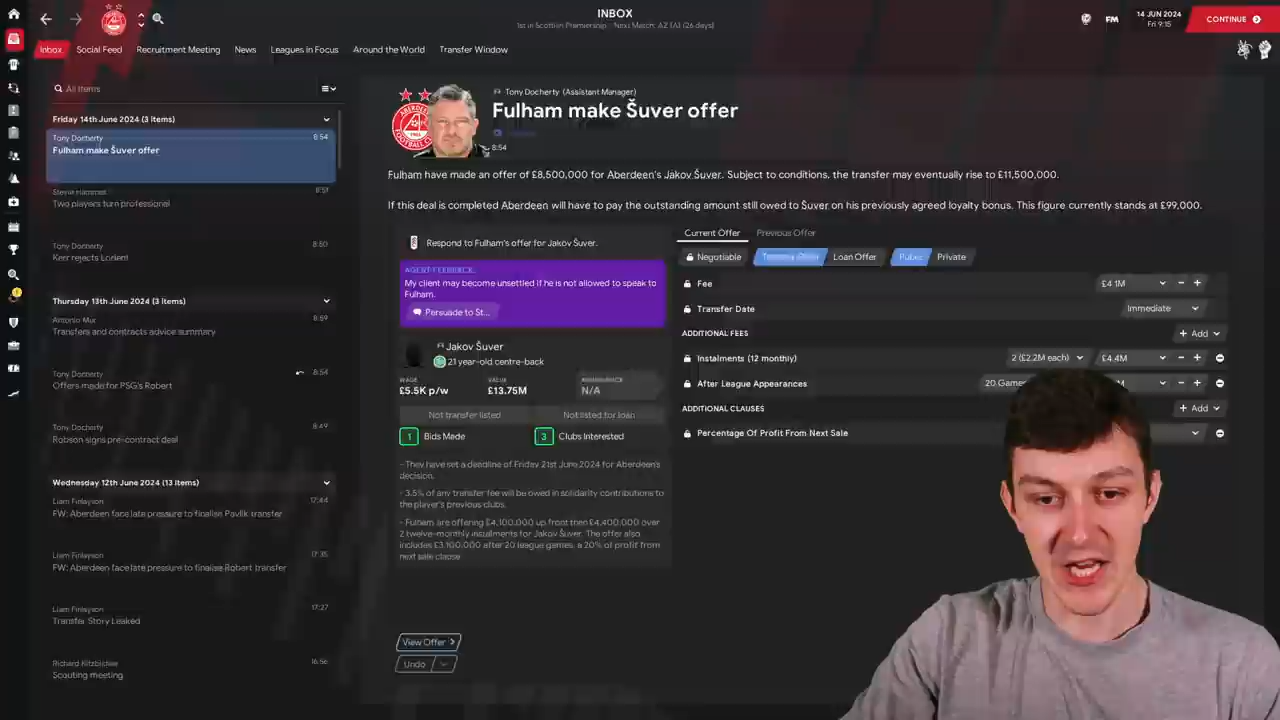 INBOX
1st in Scottish Premiership - Next Match: AZ (A) (26 days)
FM
14 JUN 2024
Fri 9:15
CONTINUE
Inbox
Social Feed
Recruitment Meeting
News
Leagues in Focus
Around the World
Transfer Window
All Items
Friday 14th June 2024 (3 items)
Tony Docherty
8:54
Fulham make Šuver offer
Stevie Hammell
8:51
Two players turn professional
Tony Docherty
8:50
Kerr rejects Lorient
Thursday 13th June 2024 (3 items)
Antonio Mur
8:59
Transfers and contracts advice summary
Tony Docherty
8:54
Offers made for PSG's Robert
Tony Docherty
8:49
Robson signs pre-contract deal
Wednesday 12th June 2024 (13 items)
Liam Finlayson
17:44
FW: Aberdeen face late pressure to finalise Pavlik transfer
Liam Finlayson
17:35
FW: Aberdeen face late pressure to finalise Robert transfer
Liam Finlayson
17:27
Transfer Story Leaked
Richard Kitzbichler
16:56
Scouting meeting
Tony Docherty (Assistant Manager)
Fulham make Šuver offer
8:54
Fulham have made an offer of £8,500,000 for Aberdeen's Jakov Šuver. Subject to conditions, the transfer may eventually rise to £11,500,000.
If this deal is completed Aberdeen will have to pay the outstanding amount still owed to Šuver on his previously agreed loyalty bonus. This figure currently stands at £99,000.
Respond to Fulham's offer for Jakov Šuver.
AGENT FEEDBACK
My client may become unsettled if he is not allowed to speak to
Fulham.
Persuade to St...
Jakov Šuver
21 year-old centre-back
WAGE
£5.5K p/w
VALUE
£13.75M
N/A
Not transfer listed
Not listed for loan
1 Bids Made
3 Clubs Interested
- They have set a deadline of Friday 21st June 2024 for Aberdeen's
decision.
- 3.5% of any transfer fee will be owed in solidarity contributions to
the player's previous clubs.
- Fulham are offering £4,100,000 up front then £4,400,000 over
2 twelve-monthly instalments for Jakov Šuver. The offer also
includes £3,100,000 after 20 league games, a 20% of profit from
next sale clause
View Offer
Undo
Current Offer
Previous Offer
Negotiable
Transfer Offer
Loan Offer
Public
Private
Fee
£4.1M
Transfer Date
Immediate
ADDITIONAL FEES
+ Add
Instalments (12 monthly)
2 (£2.2M each)
£4.4M
After League Appearances
20 Game
ADDITIONAL CLAUSES
+ Add
Percentage Of Profit From Next Sale